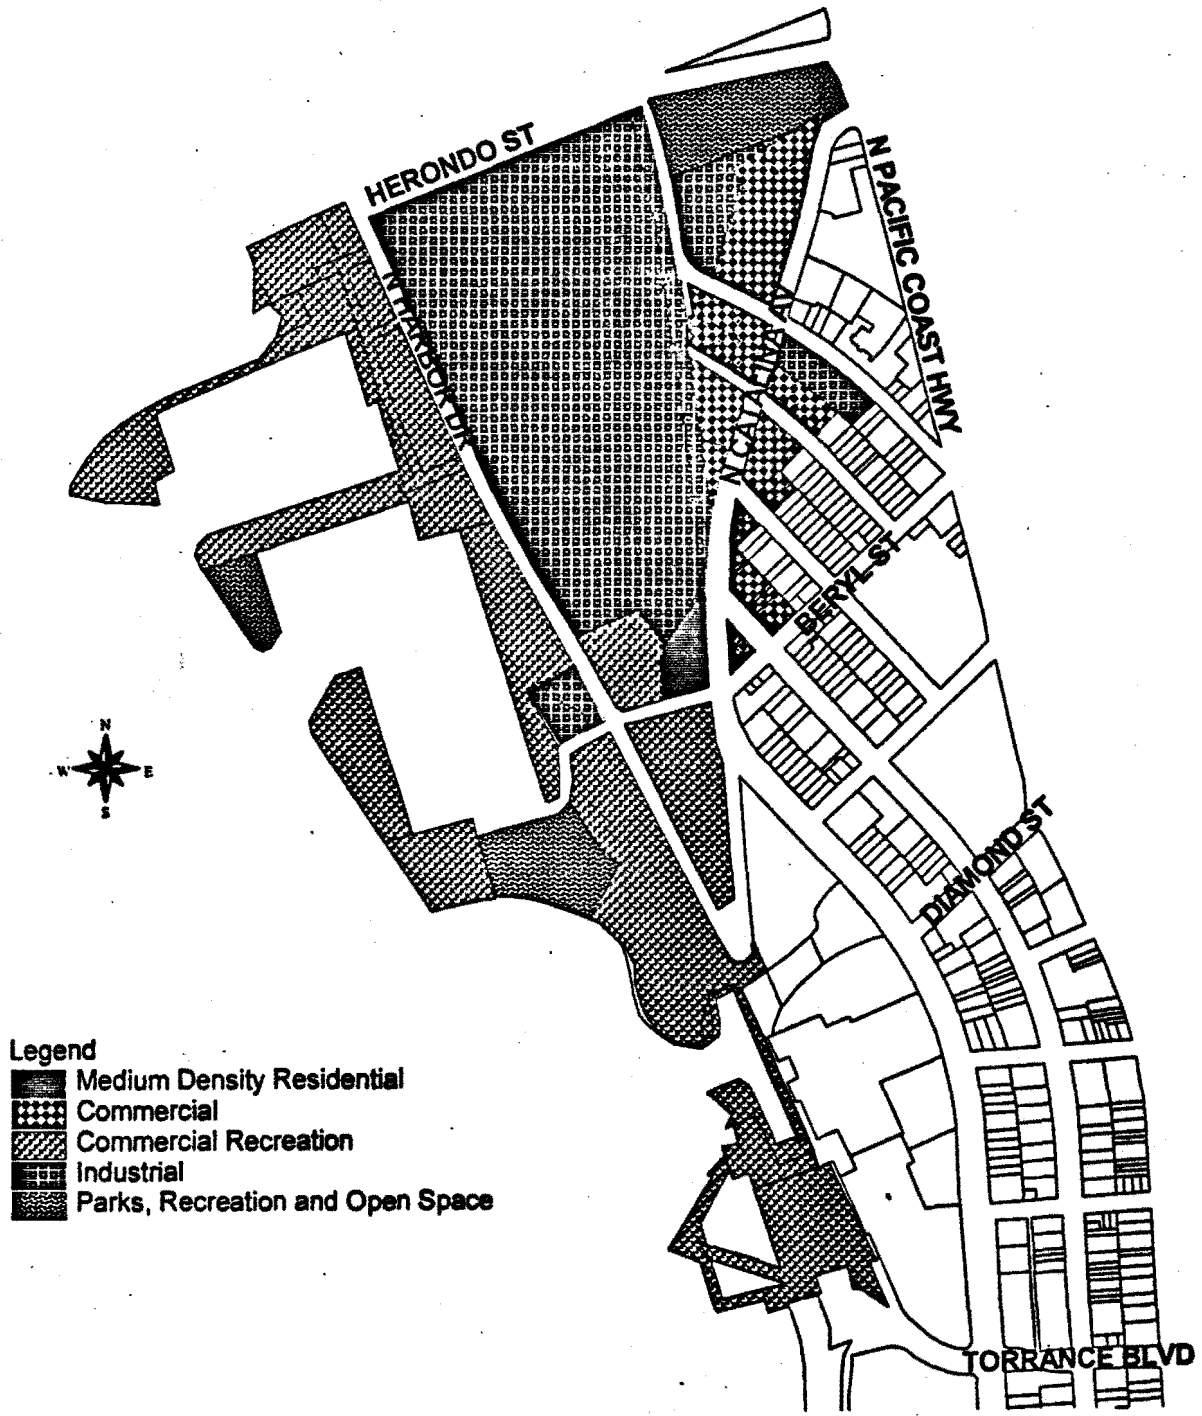 HERONDO ST
N PACIFIC COAST HWY
N HARBOR DR
N CATALINA
BERYL ST
N
W E
S
DIAMOND ST
Legend
Medium Density Residential
Commercial
Commercial Recreation
Industrial
Parks, Recreation and Open Space
TORRANCE BLVD